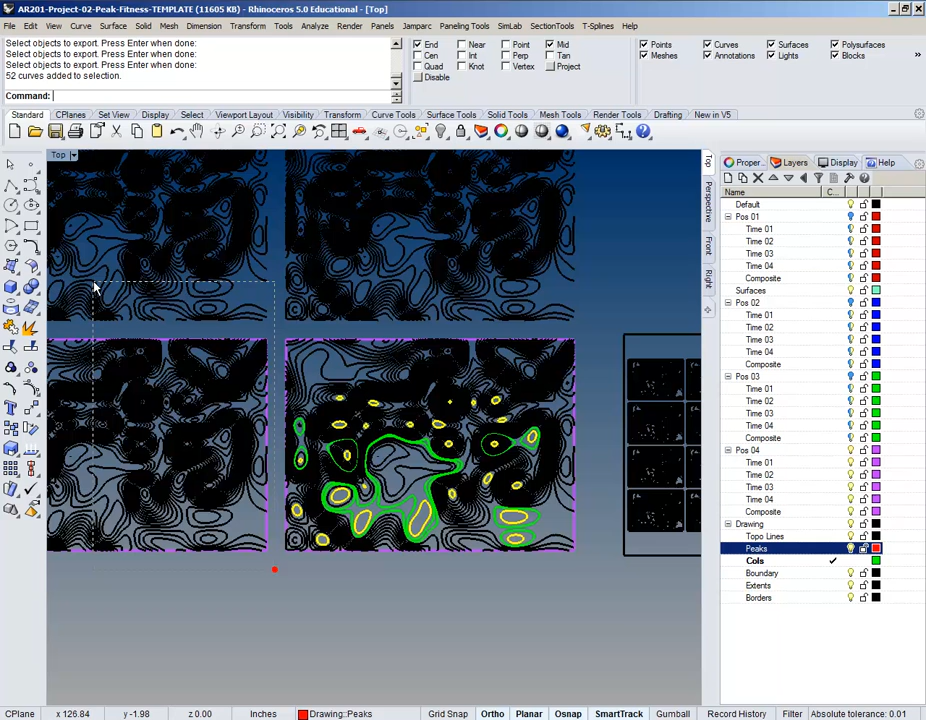 AR201-Project-02-Peak-Fitness-TEMPLATE (11605 KB) - Rhinoceros 5.0 Educational - [Top]
File Edit View Curve Surface Solid Mesh Dimension Transform Tools Analyze Render Panels Jamparc Paneling Tools SimLab SectionTools T-Splines Help
Select objects to export. Press Enter when done:
Select objects to export. Press Enter when done:
Select objects to export. Press Enter when done:
52 curves added to selection.
Command:
End Near Point Mid
Cen Int Perp Tan
Quad Knot Vertex Project
Disable
Points Curves Surfaces Polysurfaces
Meshes Annotations Lights Blocks
Standard CPlanes Set View Display Select Viewport Layout Visibility Transform Curve Tools Surface Tools Solid Tools Mesh Tools Render Tools Drafting New in V5
Top
Top
Perspective
Front
Right
Proper... Layers Display Help
Name C...
Default
Pos 01
Time 01
Time 02
Time 03
Time 04
Composite
Surfaces
Pos 02
Time 01
Time 02
Time 03
Time 04
Composite
Pos 03
Time 01
Time 02
Time 03
Time 04
Composite
Pos 04
Time 01
Time 02
Time 03
Time 04
Composite
Drawing
Topo Lines
Peaks
Cols
Boundary
Extents
Borders
CPlane x 126.84 y -1.98 z 0.00 Inches Drawing::Peaks Grid Snap Ortho Planar Osnap SmartTrack Gumball Record History Filter Absolute tolerance: 0.01